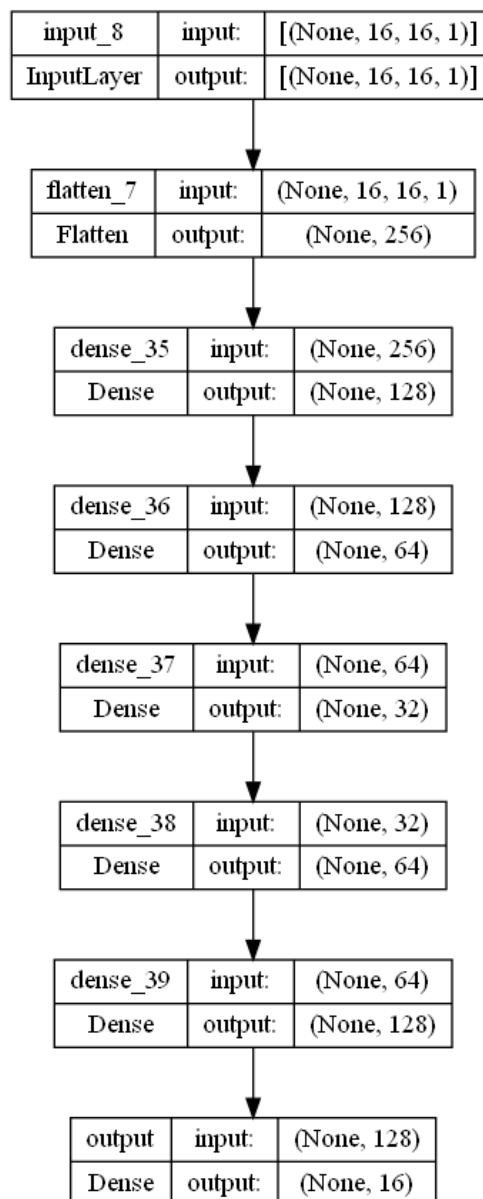 input_8 input: [(None, 16, 16, 1)]
InputLayer output: [(None, 16, 16, 1)]
flatten_7 input: (None, 16, 16, 1)
Flatten output: (None, 256)
dense_35 input: (None, 256)
Dense output: (None, 128)
dense_36 input: (None, 128)
Dense output: (None, 64)
dense_37 input: (None, 64)
Dense output: (None, 32)
dense_38 input: (None, 32)
Dense output: (None, 64)
dense_39 input: (None, 64)
Dense output: (None, 128)
output input: (None, 128)
Dense output: (None, 16)